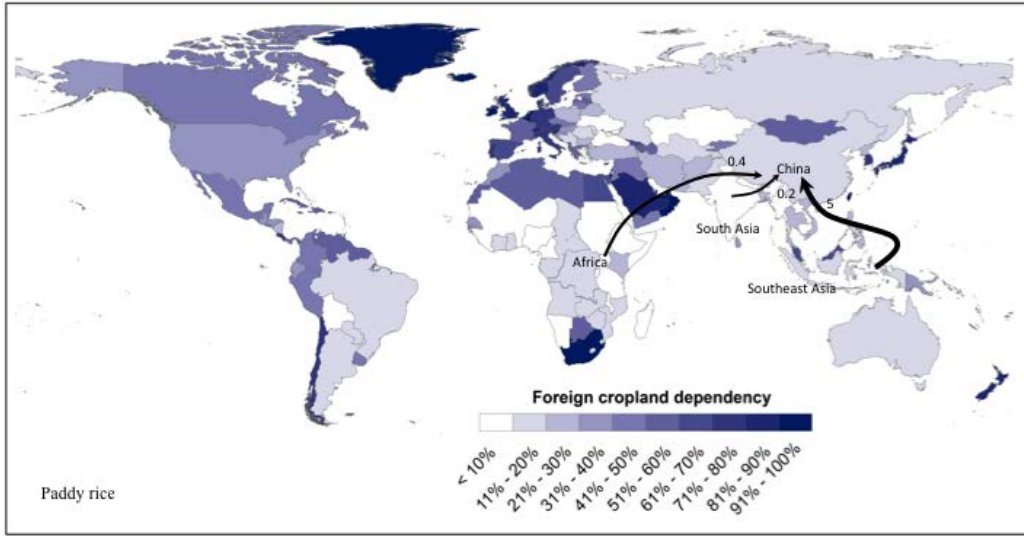 0.4
China
0.2
5
South Asia
Africa
Southeast Asia
Foreign cropland dependency
< 10%
11% - 20%
21% - 30%
31% - 40%
41% - 50%
51% - 60%
61% - 70%
71% - 80%
81% - 90%
91% - 100%
Paddy rice